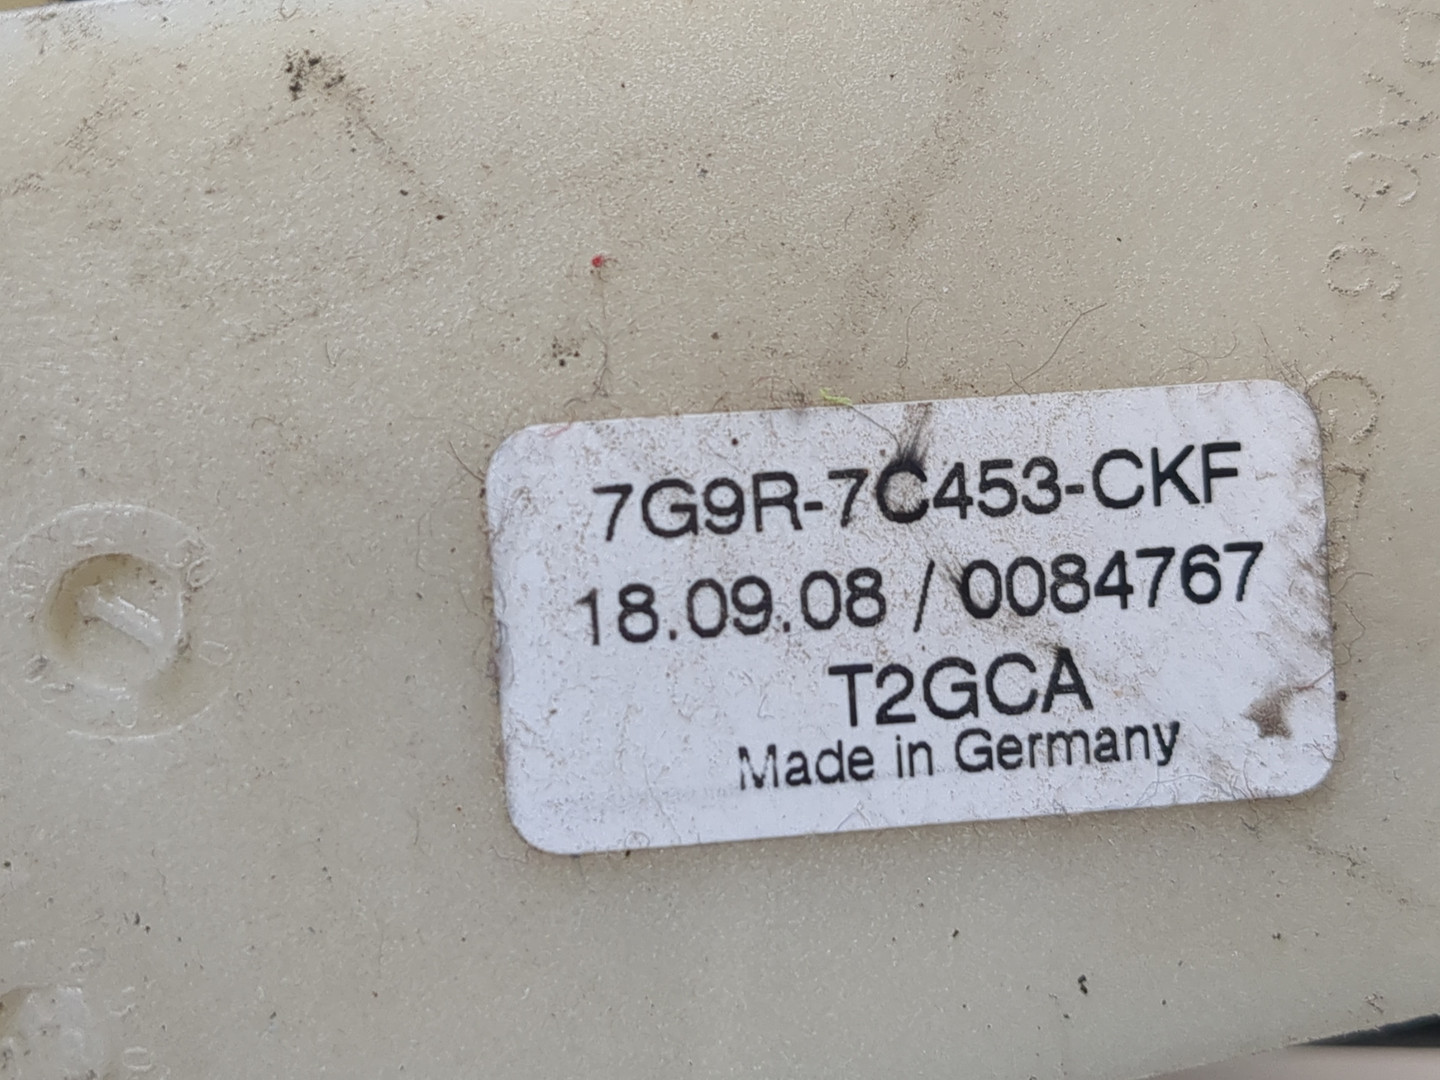 7G9R-7C453-CKF
18.09.08 / 0084767
T2GCA
Made in Germany